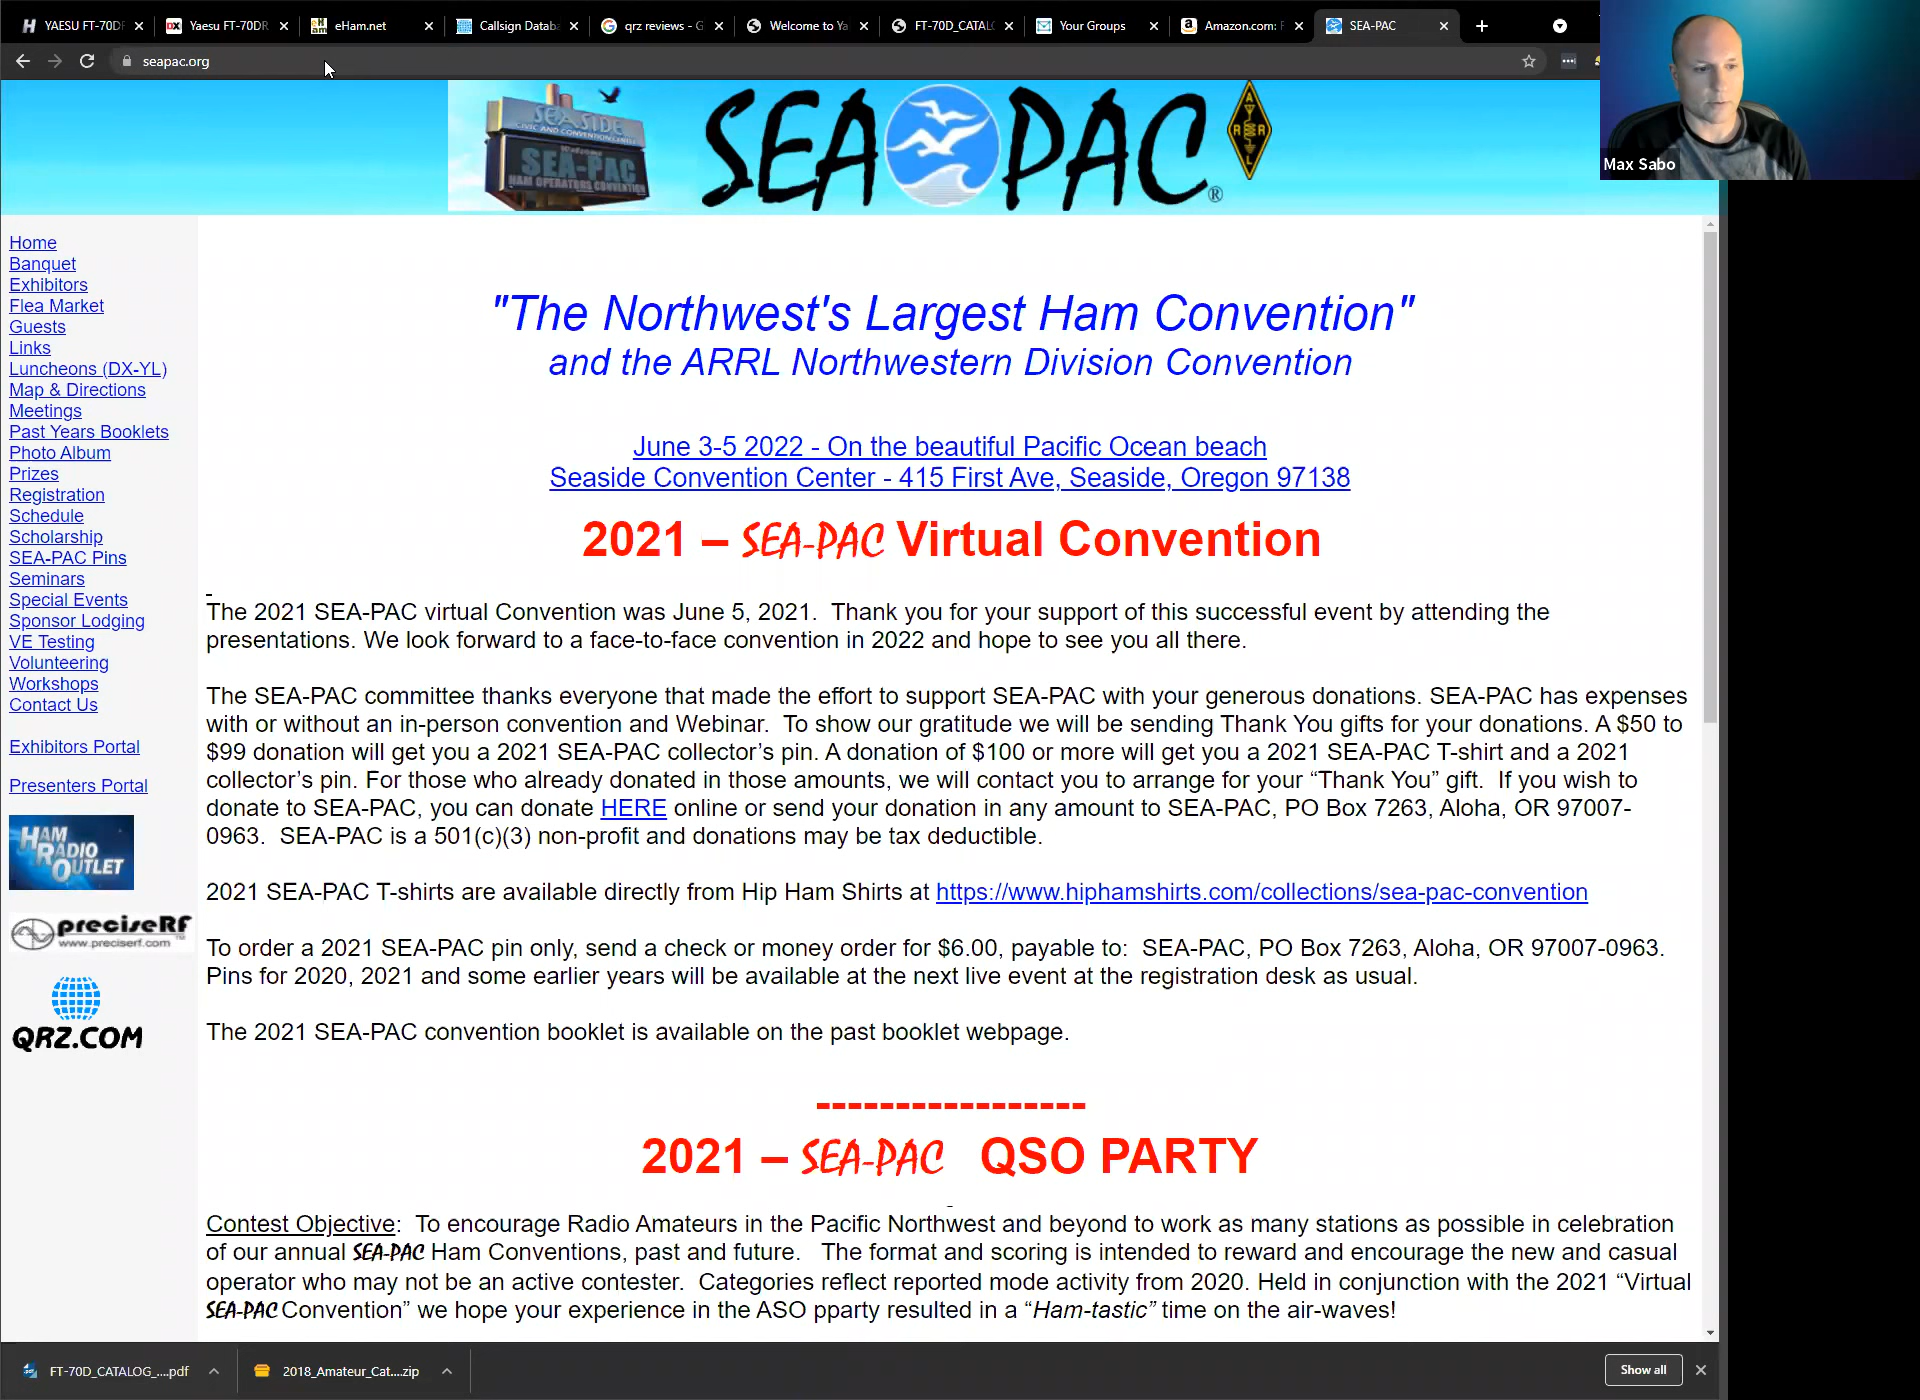 YAESU FT-70DF
Yaesu FT-70DR
eHam.net
Callsign Datab
qrz reviews - G
Welcome to Ya
FT-70D_CATALO
Your Groups
Amazon.com: F
SEA-PAC
seapac.org
Max Sabo
SEASIDE
CIVIC AND CONVENTION CENTER
Welcome
SEA-PAC
HAM OPERATORS CONVENTION
SEA PAC®
ARRL
Home
Banquet
Exhibitors
Flea Market
Guests
Links
Luncheons (DX-YL)
Map & Directions
Meetings
Past Years Booklets
Photo Album
Prizes
Registration
Schedule
Scholarship
SEA-PAC Pins
Seminars
Special Events
Sponsor Lodging
VE Testing
Volunteering
Workshops
Contact Us
Exhibitors Portal
Presenters Portal
HAM
RADIO
OUTLET
preciseRF
www.preciserf.com
QRZ.COM
"The Northwest's Largest Ham Convention"
and the ARRL Northwestern Division Convention
June 3-5 2022 - On the beautiful Pacific Ocean beach
Seaside Convention Center - 415 First Ave, Seaside, Oregon 97138
2021 – SEA-PAC Virtual Convention
The 2021 SEA-PAC virtual Convention was June 5, 2021.  Thank you for your support of this successful event by attending the
presentations. We look forward to a face-to-face convention in 2022 and hope to see you all there.
The SEA-PAC committee thanks everyone that made the effort to support SEA-PAC with your generous donations. SEA-PAC has expenses
with or without an in-person convention and Webinar.  To show our gratitude we will be sending Thank You gifts for your donations. A $50 to
$99 donation will get you a 2021 SEA-PAC collector’s pin. A donation of $100 or more will get you a 2021 SEA-PAC T-shirt and a 2021
collector’s pin. For those who already donated in those amounts, we will contact you to arrange for your “Thank You” gift.  If you wish to
donate to SEA-PAC, you can donate HERE online or send your donation in any amount to SEA-PAC, PO Box 7263, Aloha, OR 97007-
0963.  SEA-PAC is a 501(c)(3) non-profit and donations may be tax deductible.
2021 SEA-PAC T-shirts are available directly from Hip Ham Shirts at https://www.hiphamshirts.com/collections/sea-pac-convention
To order a 2021 SEA-PAC pin only, send a check or money order for $6.00, payable to:  SEA-PAC, PO Box 7263, Aloha, OR 97007-0963.
Pins for 2020, 2021 and some earlier years will be available at the next live event at the registration desk as usual.
The 2021 SEA-PAC convention booklet is available on the past booklet webpage.
-----------------
2021 – SEA-PAC QSO PARTY
Contest Objective:  To encourage Radio Amateurs in the Pacific Northwest and beyond to work as many stations as possible in celebration
of our annual SEA-PAC Ham Conventions, past and future.   The format and scoring is intended to reward and encourage the new and casual
operator who may not be an active contester.  Categories reflect reported mode activity from 2020. Held in conjunction with the 2021 “Virtual
SEA-PAC Convention” we hope your experience in the ASO pparty resulted in a “Ham-tastic” time on the air-waves!
FT-70D_CATALOG_....pdf
2018_Amateur_Cat....zip
Show all